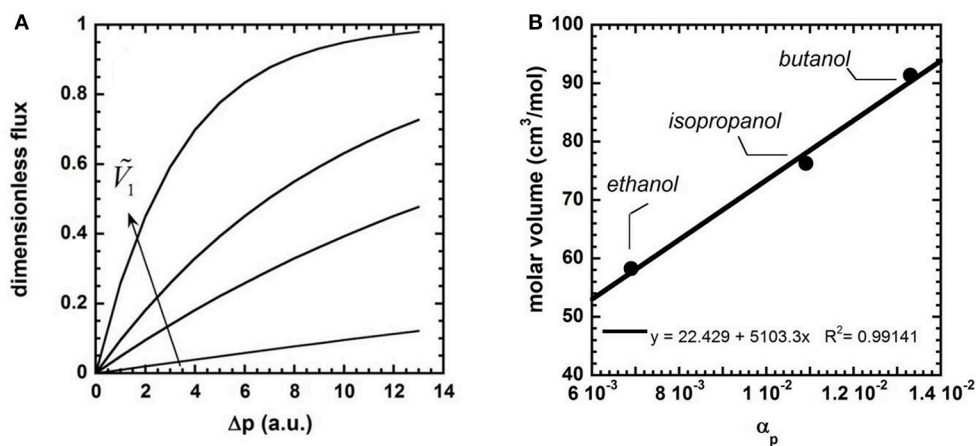 A
dimensionless flux
1
0.8
0.6
0.4
0.2
0
Ṽ₁
0 2 4 6 8 10 12 14
Δp (a.u.)
B
molar volume (cm³/mol)
100
90
80
70
60
50
40
butanol
isopropanol
ethanol
y = 22.429 + 5103.3x R²= 0.99141
6 10⁻³ 8 10⁻³ 1 10⁻² 1.2 10⁻² 1.4 10⁻²
αₚ